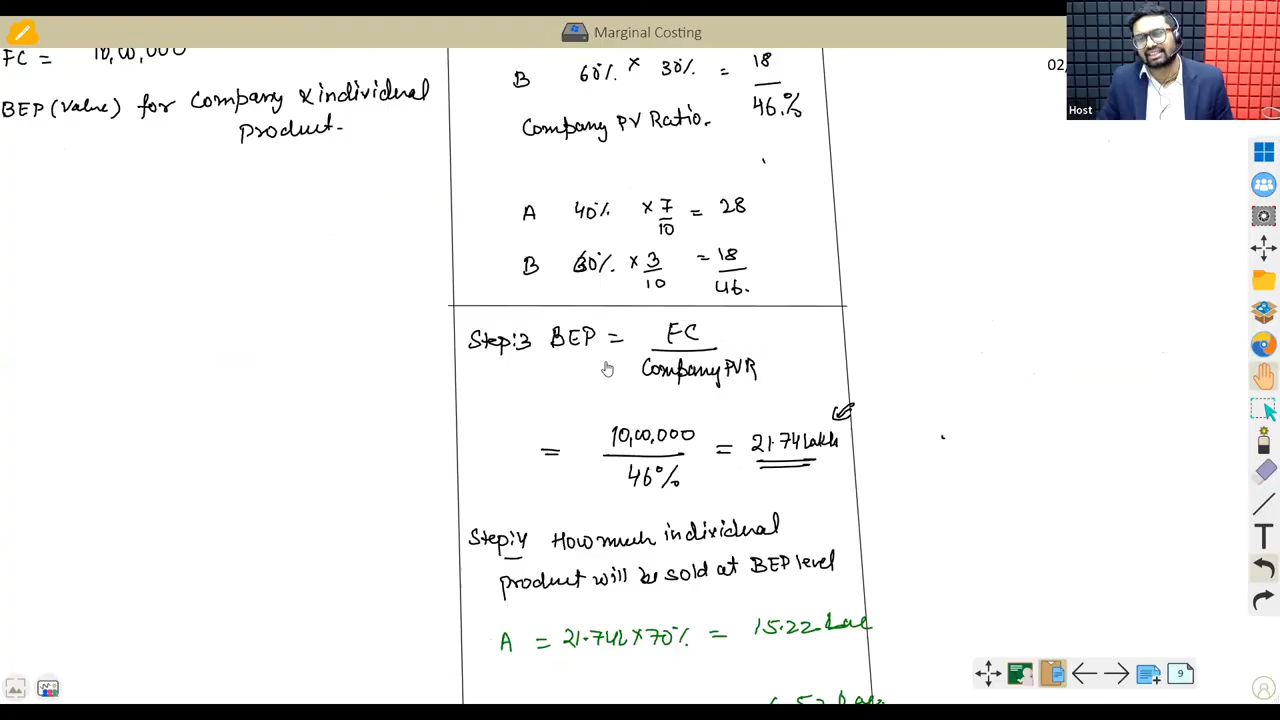 Marginal Costing
FC = 10,00,000
BEP (Value) for Company & individual
Product.
B 60% × 30% = 18
46.%
Company PV Ratio.
A 40% × 7/10 = 28
B 60% × 3/10 = 18
46.
Step:3 BEP = FC
Company PVR
= 10,00,000 = 21.74 Lakhs
46%
Step:4 How much individual
product will be sold at BEP level
A = 21.74L × 70% = 15.22 Lac
02/
Host
T
9